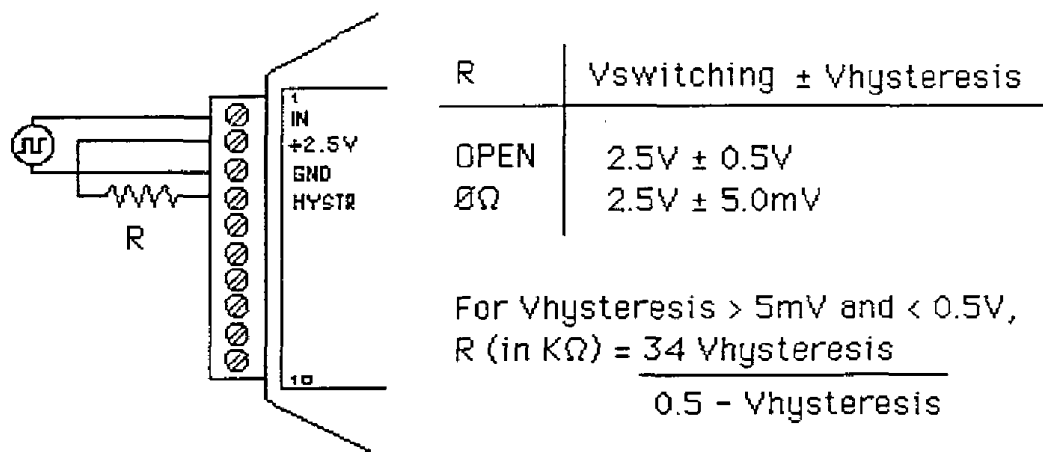 1
IN
+2.5V
GND
HYSTR
10
R
R Vswitching ± Vhysteresis
OPEN 2.5V ± 0.5V
0Ω 2.5V ± 5.0mV
For Vhysteresis > 5mV and < 0.5V,
R (in KΩ) = 34 Vhysteresis
0.5 - Vhysteresis